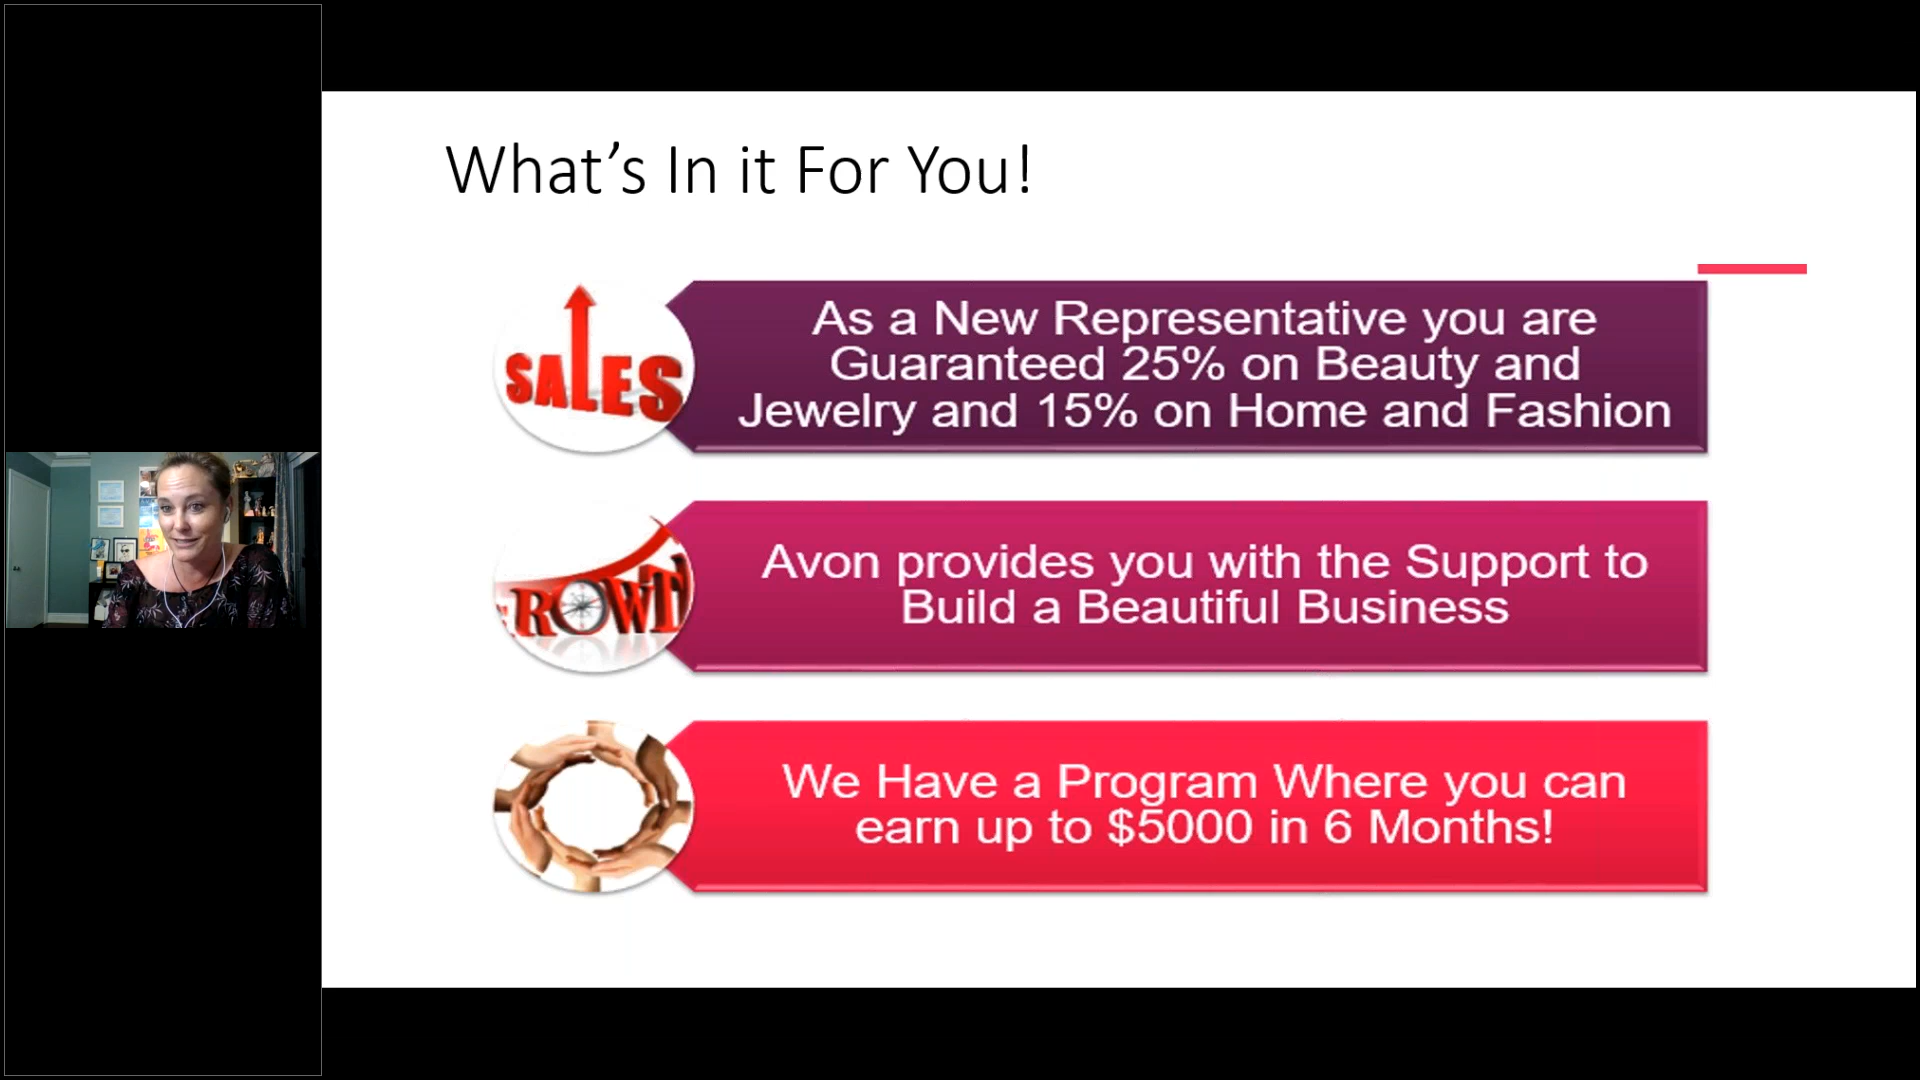 What’s In it For You!
SALES
As a New Representative you are
Guaranteed 25% on Beauty and
Jewelry and 15% on Home and Fashion
ROWT
Avon provides you with the Support to
Build a Beautiful Business
We Have a Program Where you can
earn up to $5000 in 6 Months!